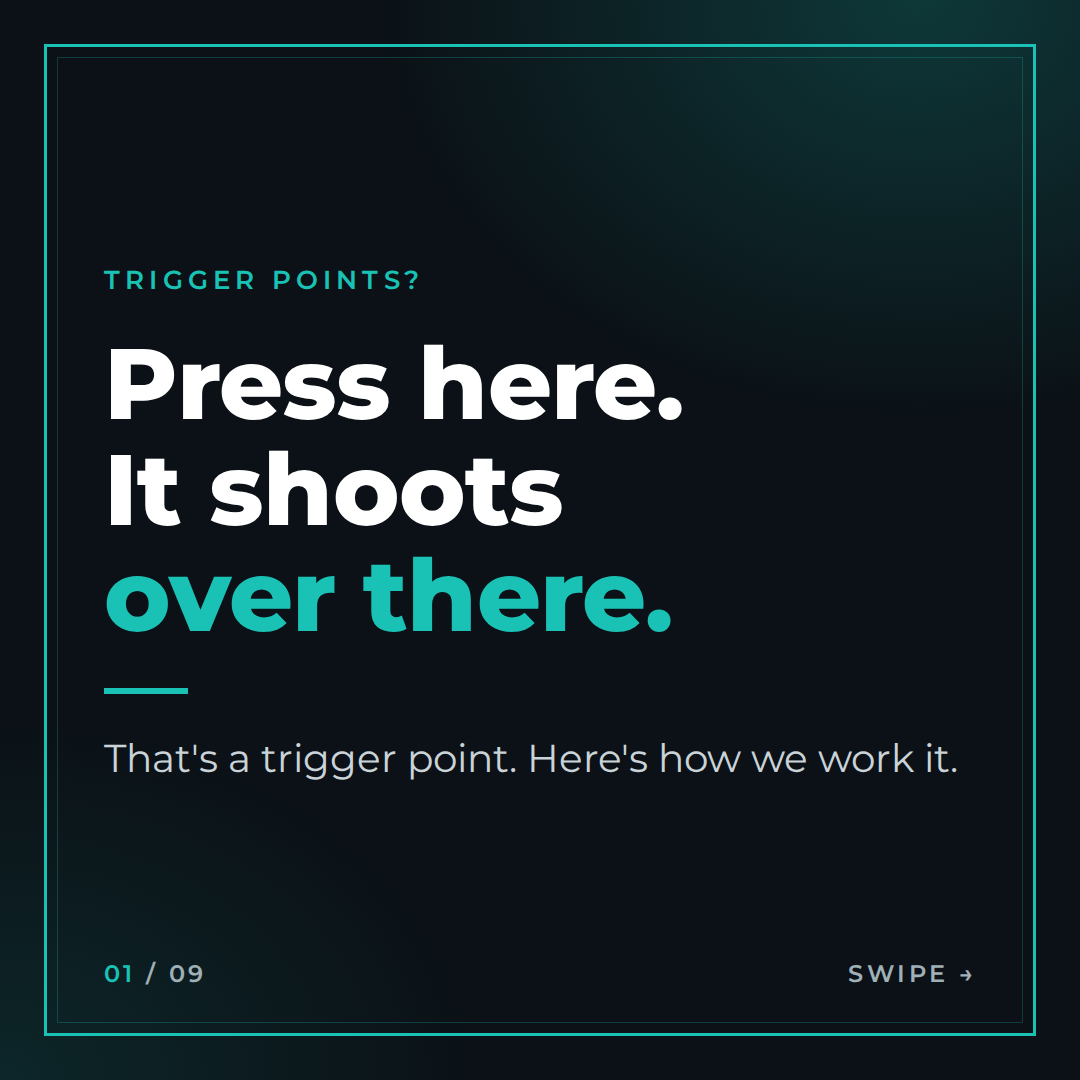 TRIGGER POINTS?
Press here.
It shoots
over there.
That's a trigger point. Here's how we work it.
01 / 09
SWIPE →